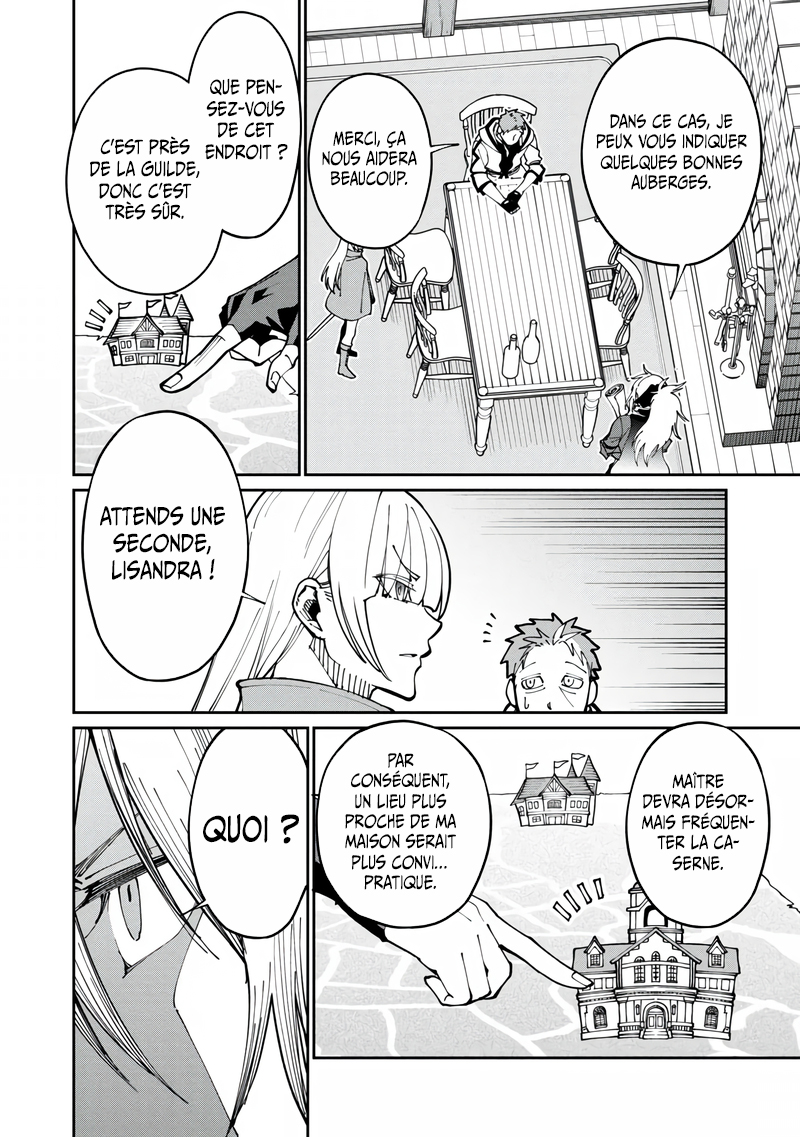 DANS CE CAS, JE
PEUX VOUS INDIQUER
QUELQUES BONNES
AUBERGES.
MERCI, ÇA
NOUS AIDERA
BEAUCOUP.
QUE PEN-
SEZ-VOUS
DE CET
ENDROIT ?
C'EST PRÈS
DE LA GUILDE,
DONC C'EST
TRÈS SÛR.
ATTENDS UNE
SECONDE,
LISANDRA !
MAÎTRE
DEVRA DÉSOR-
MAIS FRÉQUEN-
TER LA CA-
SERNE.
PAR
CONSÉQUENT,
UN LIEU PLUS
PROCHE DE MA
MAISON SERAIT
PLUS CONVI...
PRATIQUE.
QUOI ?